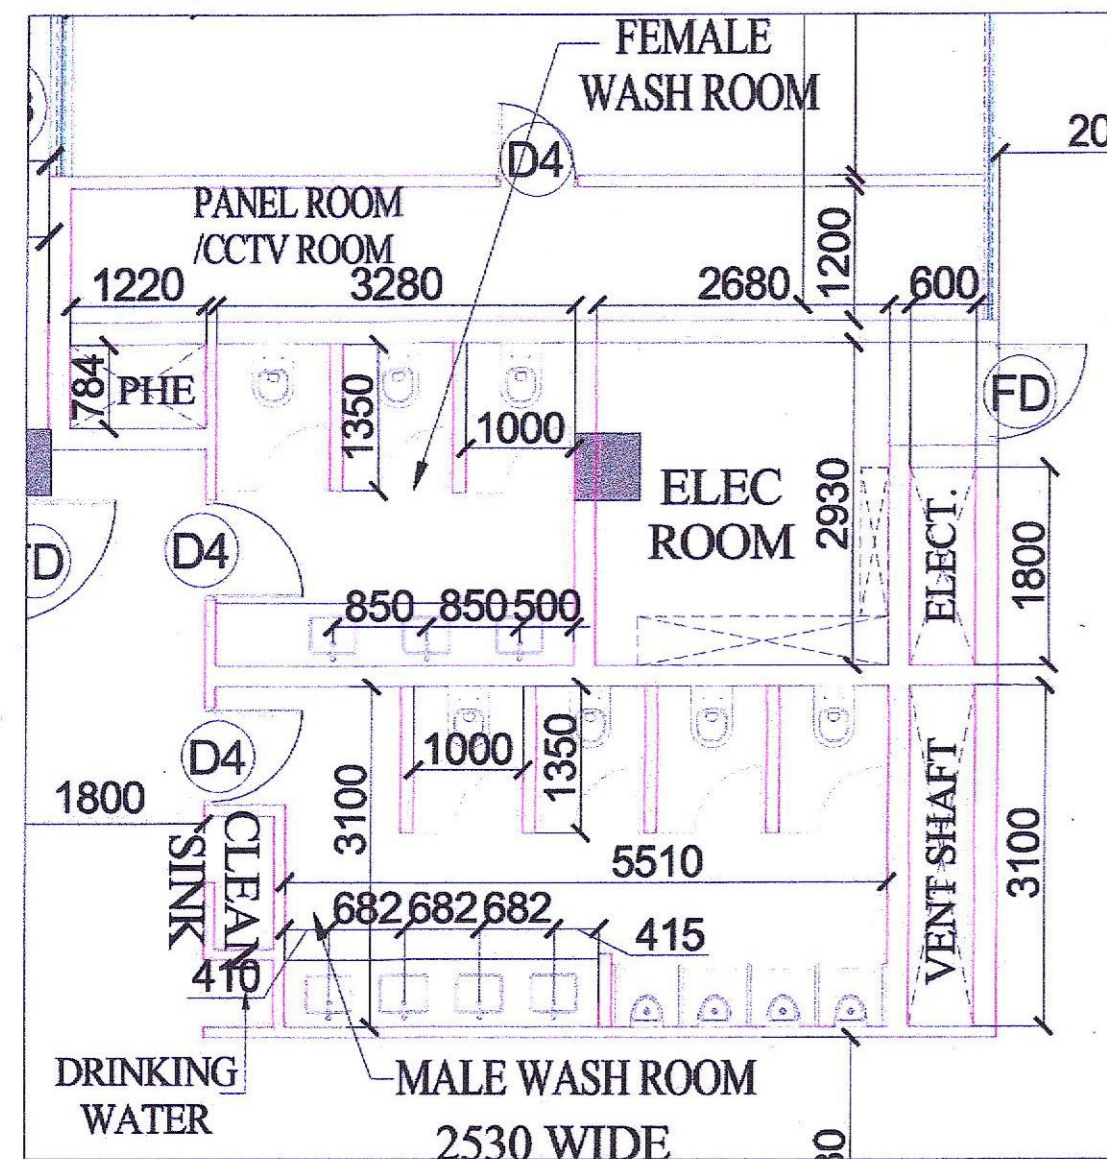 FEMALE
WASH ROOM
20
D4
PANEL ROOM
/CCTV ROOM
1200
1220
3280
2680
600
784
PHE
1350
1000
FD
ELEC
ROOM
2930
ELECT.
1800
D4
850
850
500
D4
1800
3100
1000
1350
CLEAN
SINK
5510
VENT SHAFT
3100
682
682
682
415
410
DRINKING
WATER
MALE WASH ROOM
2530 WIDE